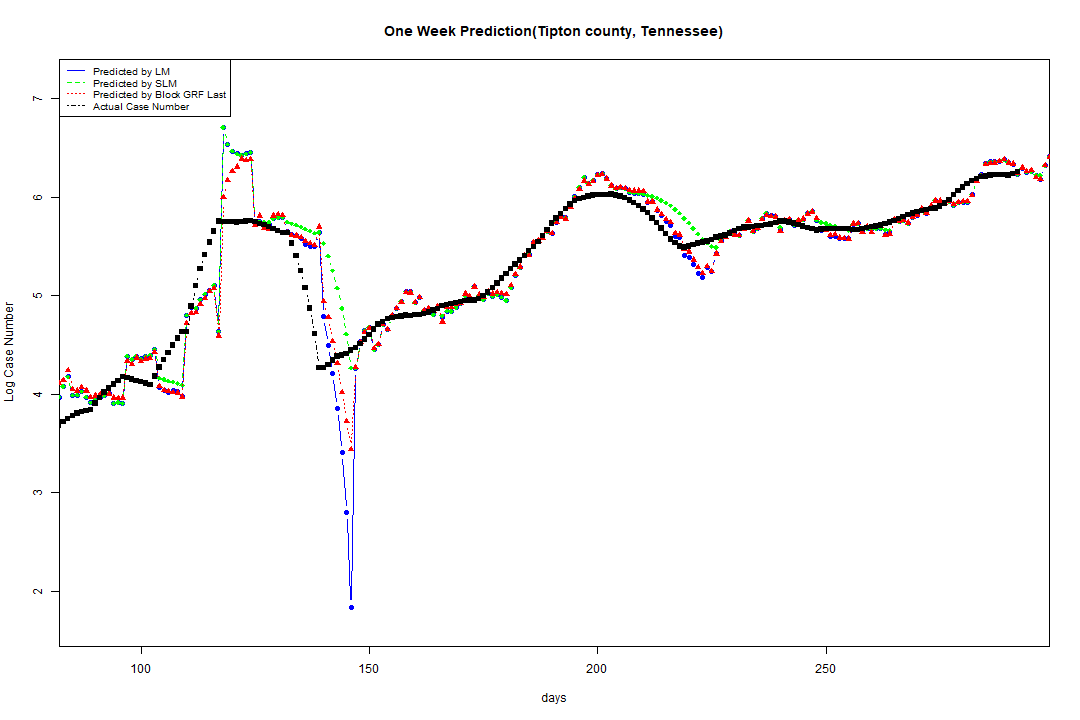 One Week Prediction(Tipton county, Tennessee)
Predicted by LM
Predicted by SLM
Predicted by Block GRF Last
Actual Case Number
7
6
5
4
3
2
Log Case Number
100
150
200
250
days